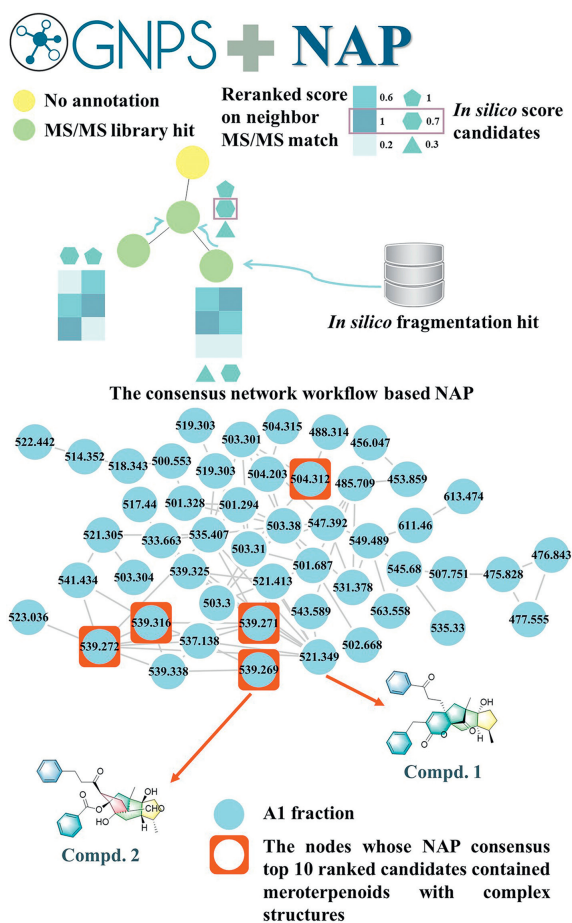 GNPS + NAP
No annotation
MS/MS library hit
Reranked score
on neighbor
MS/MS match
0.6
1
1
0.7
0.2
0.3
In silico score
candidates
In silico fragmentation hit
The consensus network workflow based NAP
519.303
504.315
488.314
522.442
503.301
456.047
514.352
518.343
500.553
519.303
504.203
504.312
485.709
453.859
517.44
501.328
501.294
613.474
503.38
547.392
611.46
521.305
533.663
535.407
549.489
503.31
476.843
541.434
503.304
539.325
501.687
545.68
507.751
475.828
521.413
531.378
523.036
503.3
543.589
563.558
477.555
539.316
539.271
535.33
539.272
537.138
502.668
539.338
539.269
521.349
O
OH
O
O
H
Compd. 1
O
O
O
OH
CHO
HO
H
Compd. 2
A1 fraction
The nodes whose NAP consensus
top 10 ranked candidates contained
meroterpenoids with complex
structures